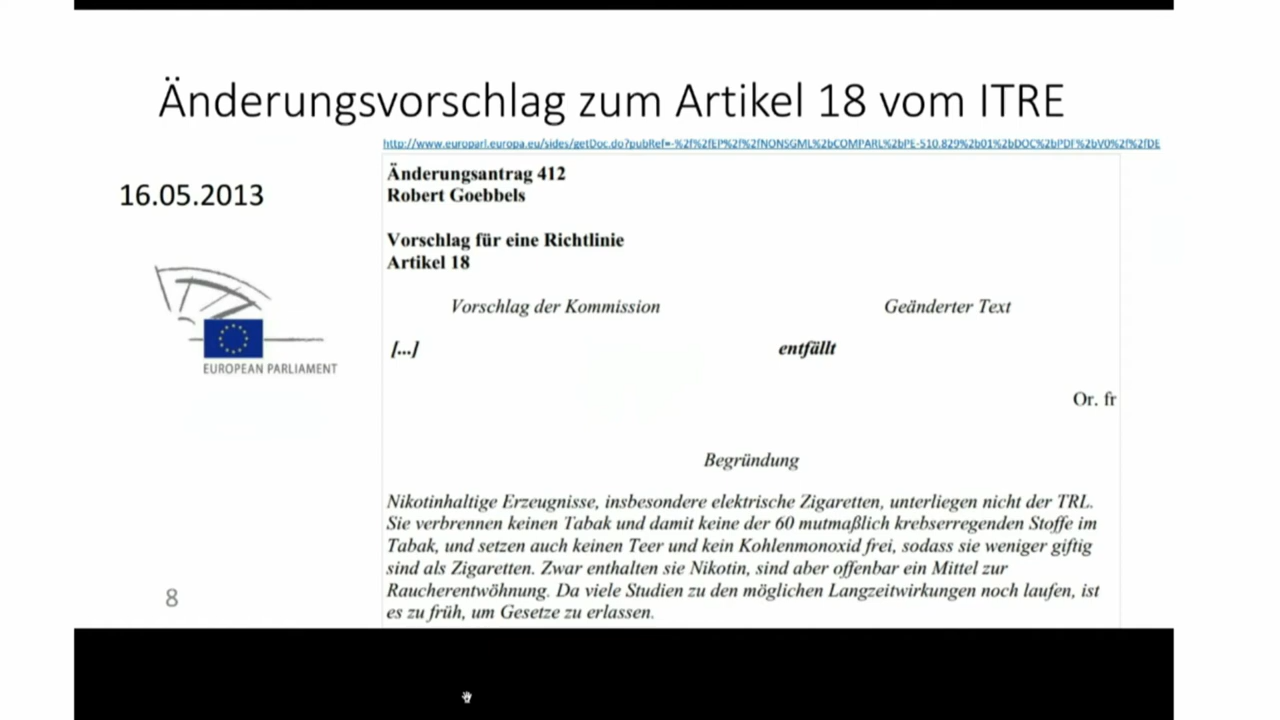 Änderungsvorschlag zum Artikel 18 vom ITRE
http://www.europarl.europa.eu/sides/getDoc.do?pubRef=-%2f%2fEP%2f%2fNONSGML%2bCOMPARL%2bPE-510.829%2b01%2bDOC%2bPDF%2bV0%2f%2fDE
16.05.2013
Änderungsantrag 412
Robert Goebbels
Vorschlag für eine Richtlinie
Artikel 18
Vorschlag der Kommission Geänderter Text
[...] entfällt
EUROPEAN PARLIAMENT
Or. fr
Begründung
Nikotinhaltige Erzeugnisse, insbesondere elektrische Zigaretten, unterliegen nicht der TRL.
Sie verbrennen keinen Tabak und damit keine der 60 mutmaßlich krebserregenden Stoffe im
Tabak, und setzen auch keinen Teer und kein Kohlenmonoxid frei, sodass sie weniger giftig
sind als Zigaretten. Zwar enthalten sie Nikotin, sind aber offenbar ein Mittel zur
Raucherentwöhnung. Da viele Studien zu den möglichen Langzeitwirkungen noch laufen, ist
es zu früh, um Gesetze zu erlassen.
8